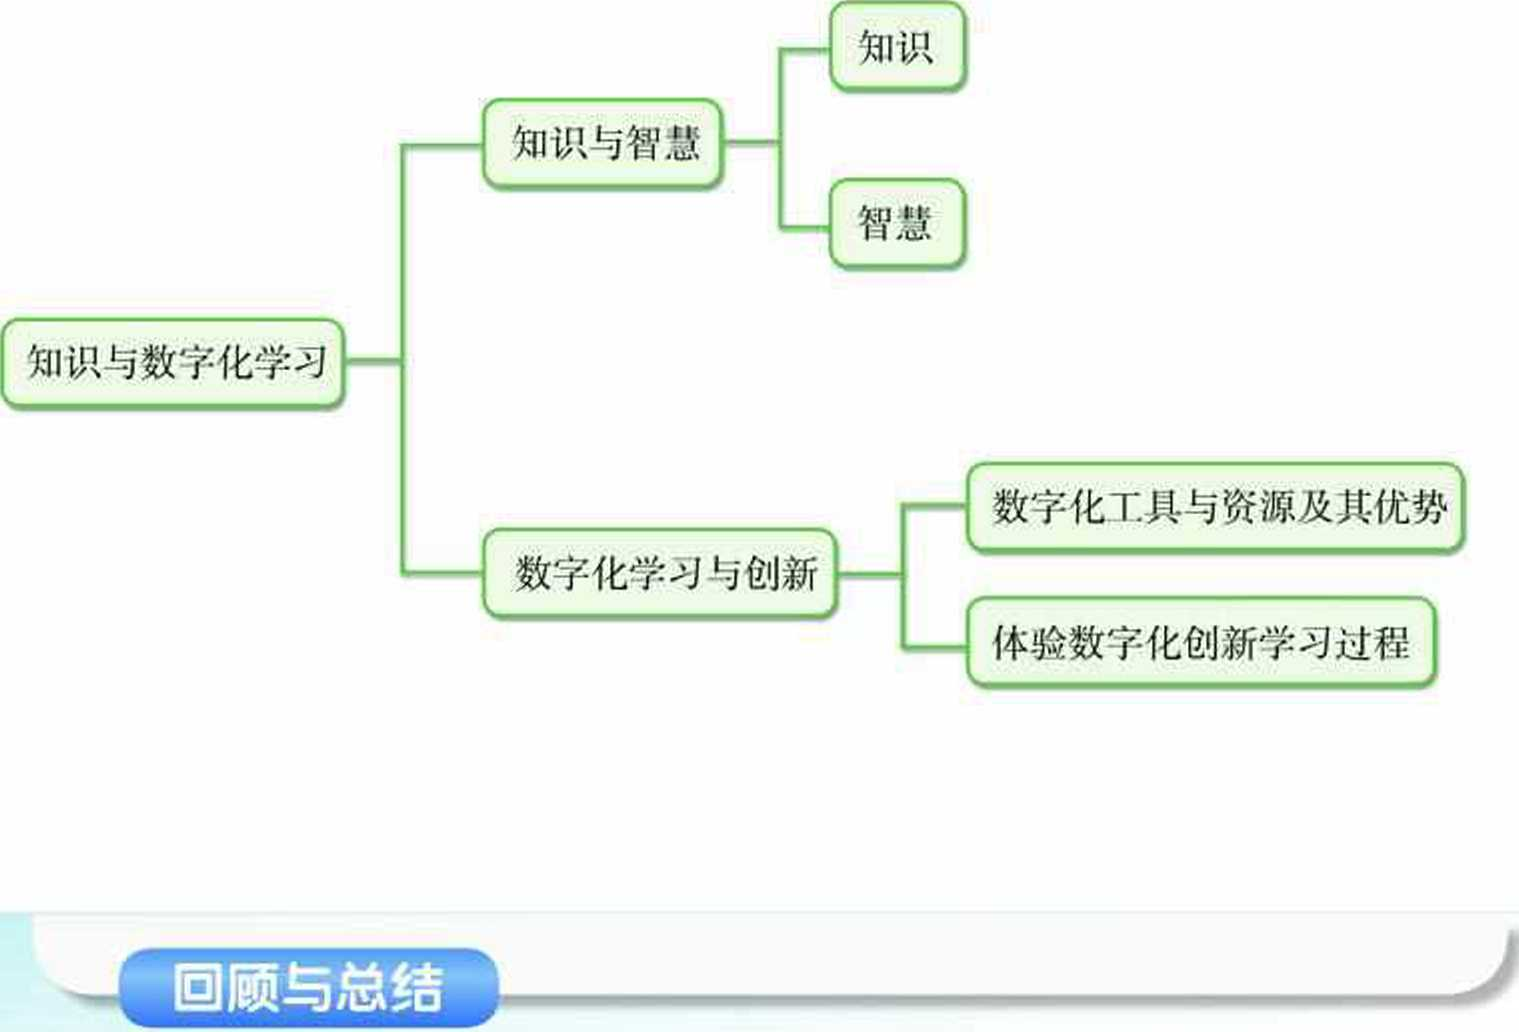 知识
知识与智慧
智慧
知识与数字化学习
数字化工具与资源及其优势
数字化学习与创新
体验数字化创新学习过程
回顾与总结